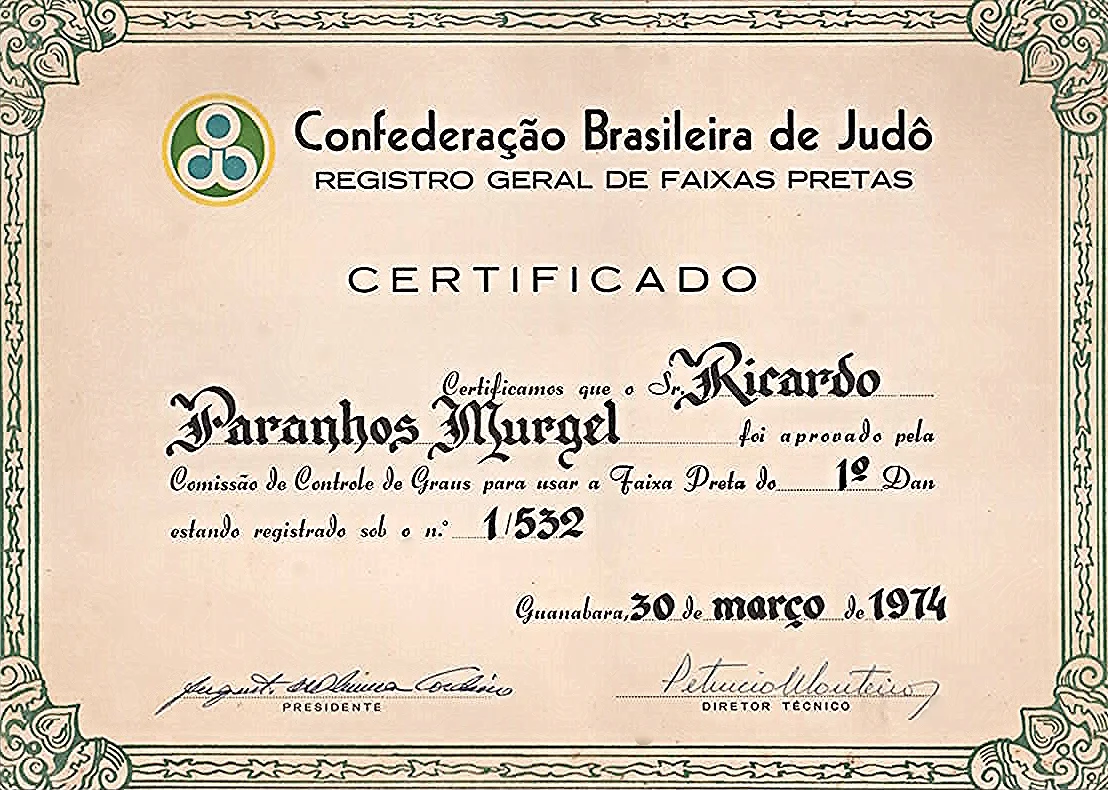 Confederação Brasileira de Judô
REGISTRO GERAL DE FAIXAS PRETAS
CERTIFICADO
Certificamos que o Sr. Ricardo
Paranhos Murgel foi aprovado pela
Comissão de Controle de Graus para usar a Faixa Preta do 1º Dan
estando registrado sob o n.º 1/532
Guanabara, 30 de março de 1974
Petrucio Monteiro
PRESIDENTE
DIRETOR TÉCNICO